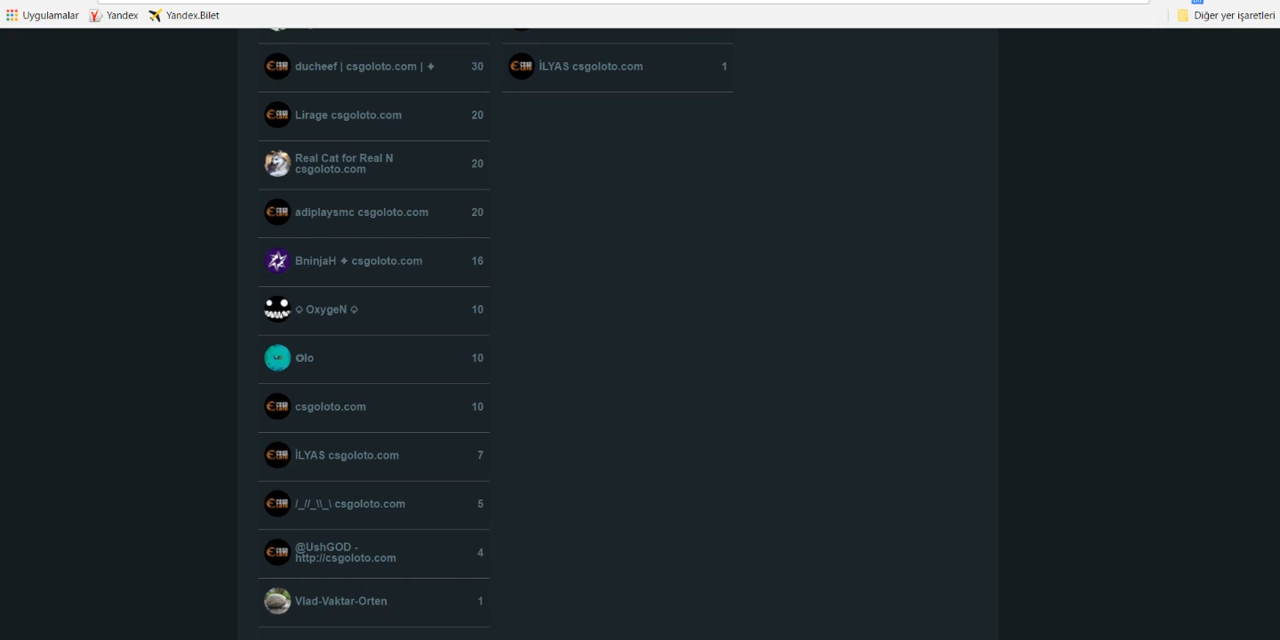 Uygulamalar Yandex Yandex.Bilet Diğer yer işaretleri
ducheef | csgoloto.com | ✦ 30
Lirage csgoloto.com 20
Real Cat for Real N
csgoloto.com 20
adiplaysmc csgoloto.com 20
BninjaH ✦ csgoloto.com 16
♤ OxygeN ♤ 10
✪lo 10
csgoloto.com 10
İLYAS csgoloto.com 7
/_//_\\_\ csgoloto.com 5
@UshGOD -
http://csgoloto.com 4
Vlad-Vaktar-Orten 1
İLYAS csgoloto.com 1